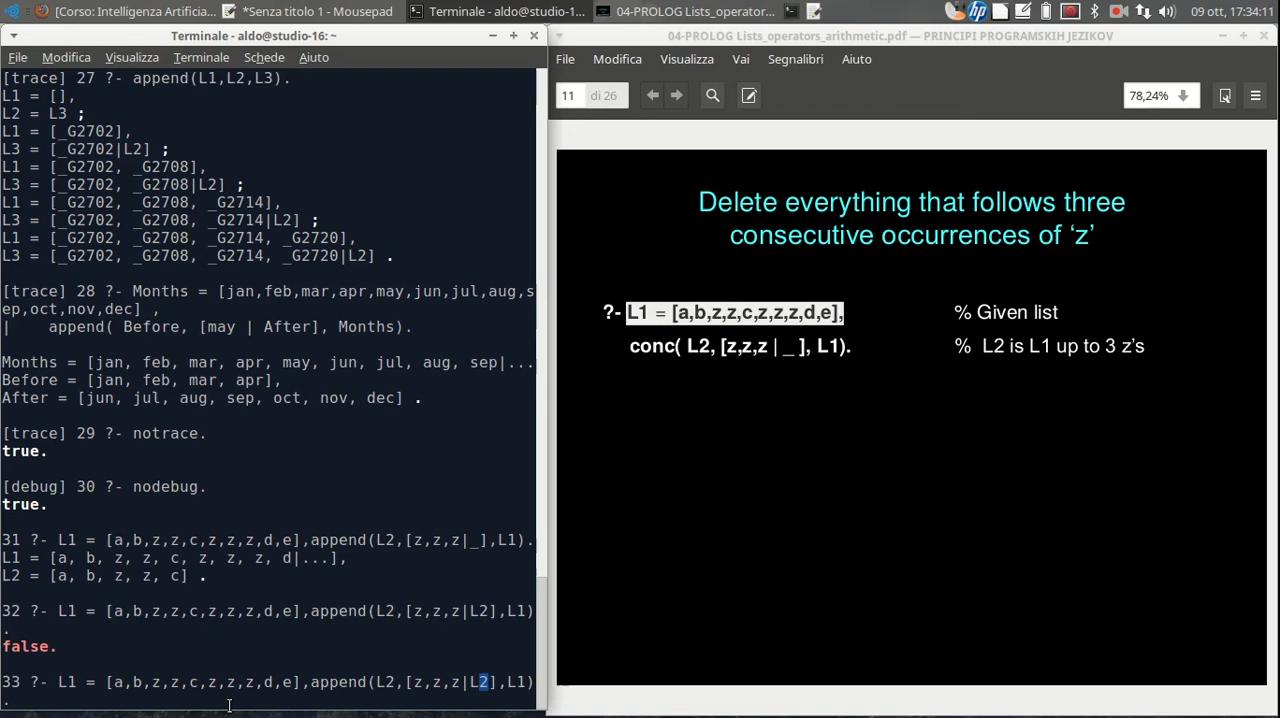 [Corso: Intelligenza Artificia...
*Senza titolo 1 - Mousepad
Terminale - aldo@studio-1...
04-PROLOG Lists_operator...
09 ott, 17:34:11
Terminale - aldo@studio-16: ~
File Modifica Visualizza Terminale Schede Aiuto
[trace] 27 ?- append(L1,L2,L3).
L1 = [],
L2 = L3 ;
L1 = [_G2702],
L3 = [_G2702|L2] ;
L1 = [_G2702, _G2708],
L3 = [_G2702, _G2708|L2] ;
L1 = [_G2702, _G2708, _G2714],
L3 = [_G2702, _G2708, _G2714|L2] ;
L1 = [_G2702, _G2708, _G2714, _G2720],
L3 = [_G2702, _G2708, _G2714, _G2720|L2] .
[trace] 28 ?- Months = [jan,feb,mar,apr,may,jun,jul,aug,s
ep,oct,nov,dec] ,
|    append( Before, [may | After], Months).
Months = [jan, feb, mar, apr, may, jun, jul, aug, sep|...
Before = [jan, feb, mar, apr],
After = [jun, jul, aug, sep, oct, nov, dec] .
[trace] 29 ?- notrace.
true.
[debug] 30 ?- nodebug.
true.
31 ?- L1 = [a,b,z,z,c,z,z,z,d,e],append(L2,[z,z,z|_],L1).
L1 = [a, b, z, z, c, z, z, z, d|...],
L2 = [a, b, z, z, c] .
32 ?- L1 = [a,b,z,z,c,z,z,z,d,e],append(L2,[z,z,z|L2],L1)
.
false.
33 ?- L1 = [a,b,z,z,c,z,z,z,d,e],append(L2,[z,z,z|L2],L1)
.
04-PROLOG Lists_operators_arithmetic.pdf — PRINCIPI PROGRAMSKIH JEZIKOV
File Modifica Visualizza Vai Segnalibri Aiuto
11 di 26
78,24%
Delete everything that follows three
consecutive occurrences of ‘z’
?- L1 = [a,b,z,z,c,z,z,z,d,e], % Given list
conc( L2, [z,z,z | _ ], L1). % L2 is L1 up to 3 z’s